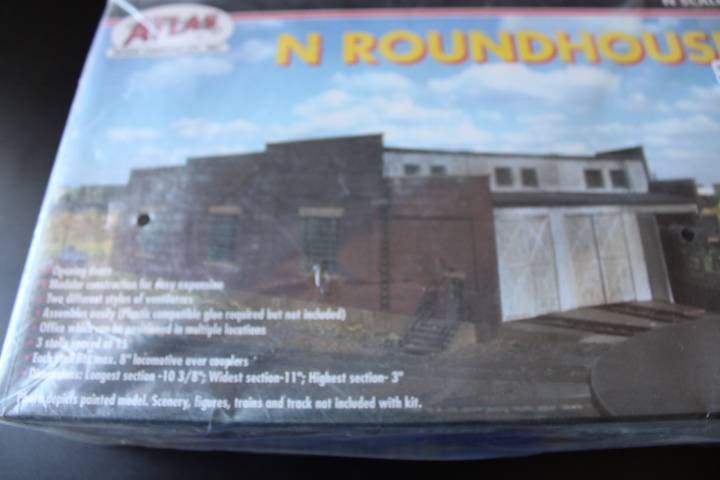 N SCALE
ATLAS
N ROUNDHOUSE
Opening doors
Modular construction for easy expansion
Two different styles of ventilators
Assembles easily (Plastic compatible glue required but not included)
Office which can be positioned in multiple locations
3 stalls spaced at 15
Each stall fits max. 8" locomotive over couplers
Dimensions: Longest section -10 3/8"; Widest section-11"; Highest section- 3"
depicts painted model. Scenery, figures, trains and track not included with kit.